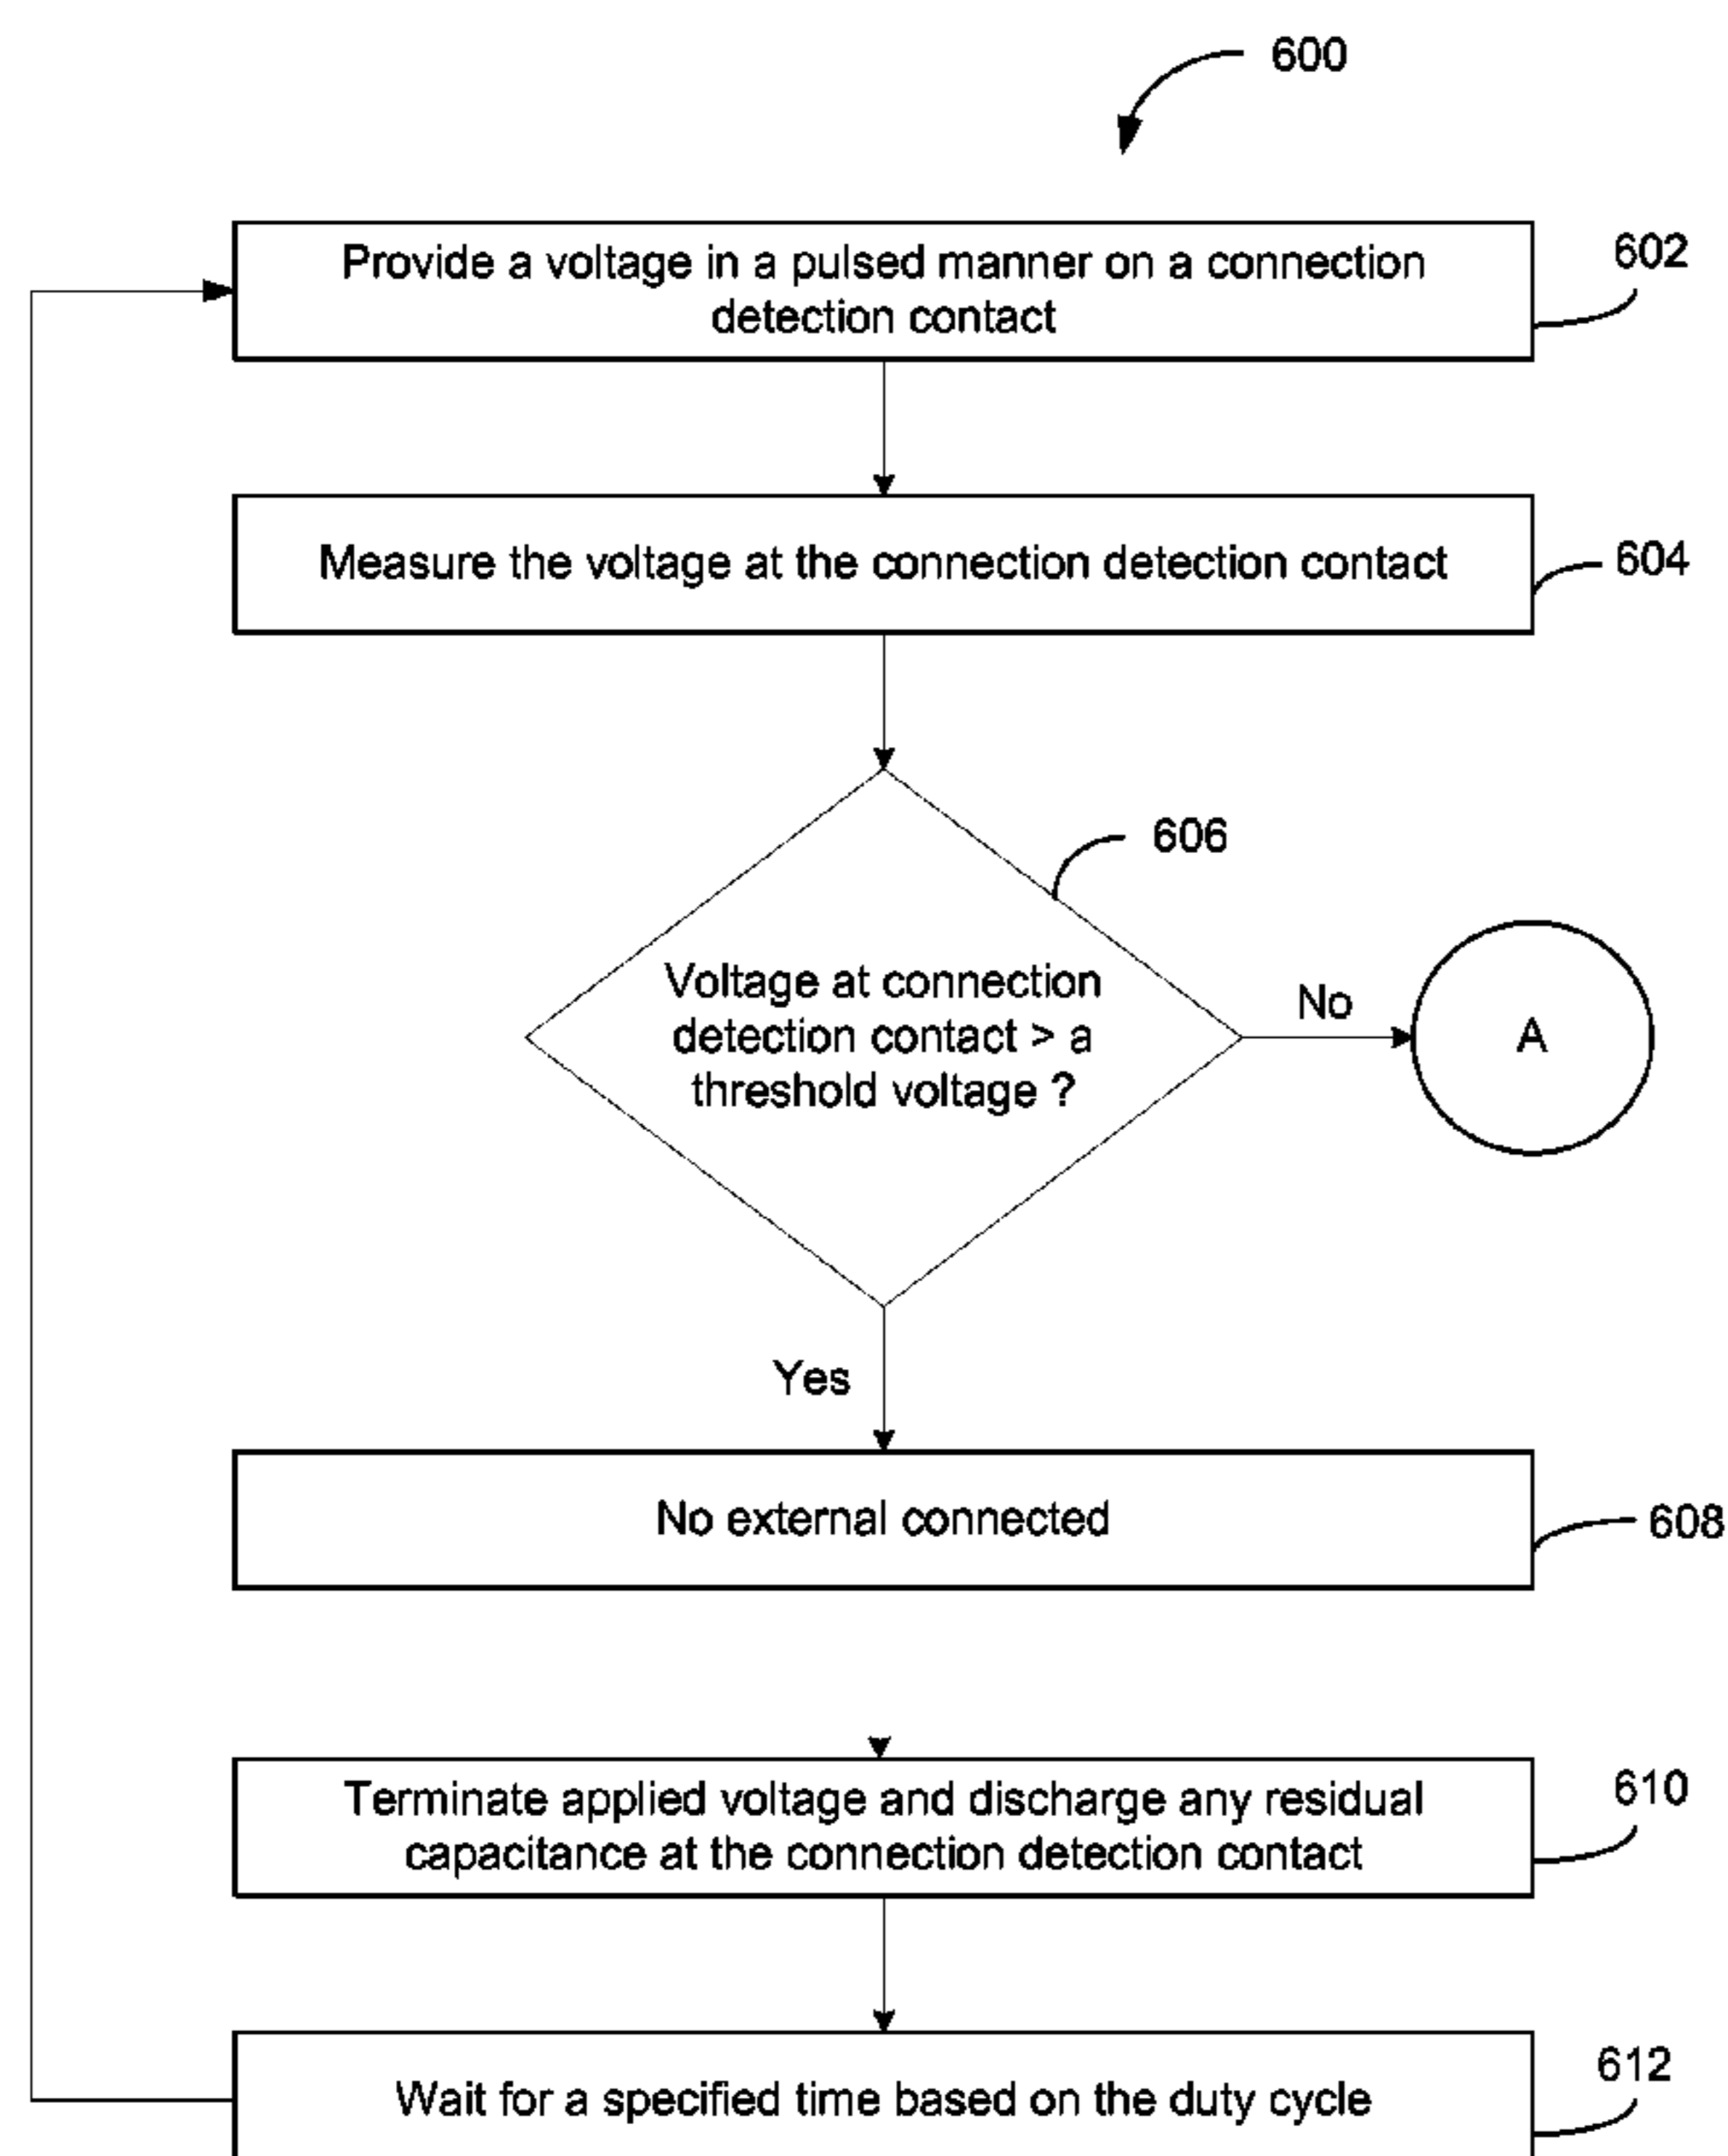 600
Provide a voltage in a pulsed manner on a connection
detection contact
602
Measure the voltage at the connection detection contact
604
606
Voltage at connection
detection contact > a
threshold voltage ?
No
A
Yes
No external connected
608
Terminate applied voltage and discharge any residual
capacitance at the connection detection contact
610
Wait for a specified time based on the duty cycle
612